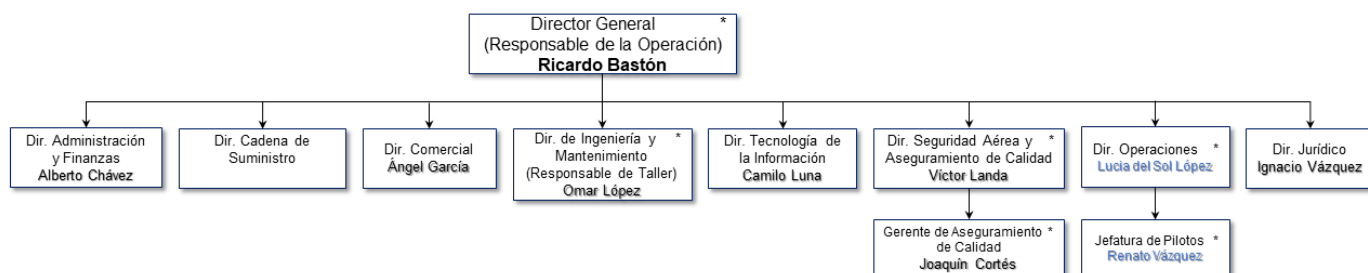 Director General *
(Responsable de la Operación)
Ricardo Bastón
Dir. Administración
y Finanzas
Alberto Chávez
Dir. Cadena de
Suministro
Dir. Comercial
Ángel García
Dir. de Ingeniería y *
Mantenimiento
(Responsable de Taller)
Omar López
Dir. Tecnología de
la Información
Camilo Luna
Dir. Seguridad Aérea y *
Aseguramiento de Calidad
Víctor Landa
Dir. Operaciones *
Lucia del Sol López
Dir. Jurídico
Ignacio Vázquez
Gerente de Aseguramiento *
de Calidad
Joaquín Cortés
Jefatura de Pilotos *
Renato Vázquez